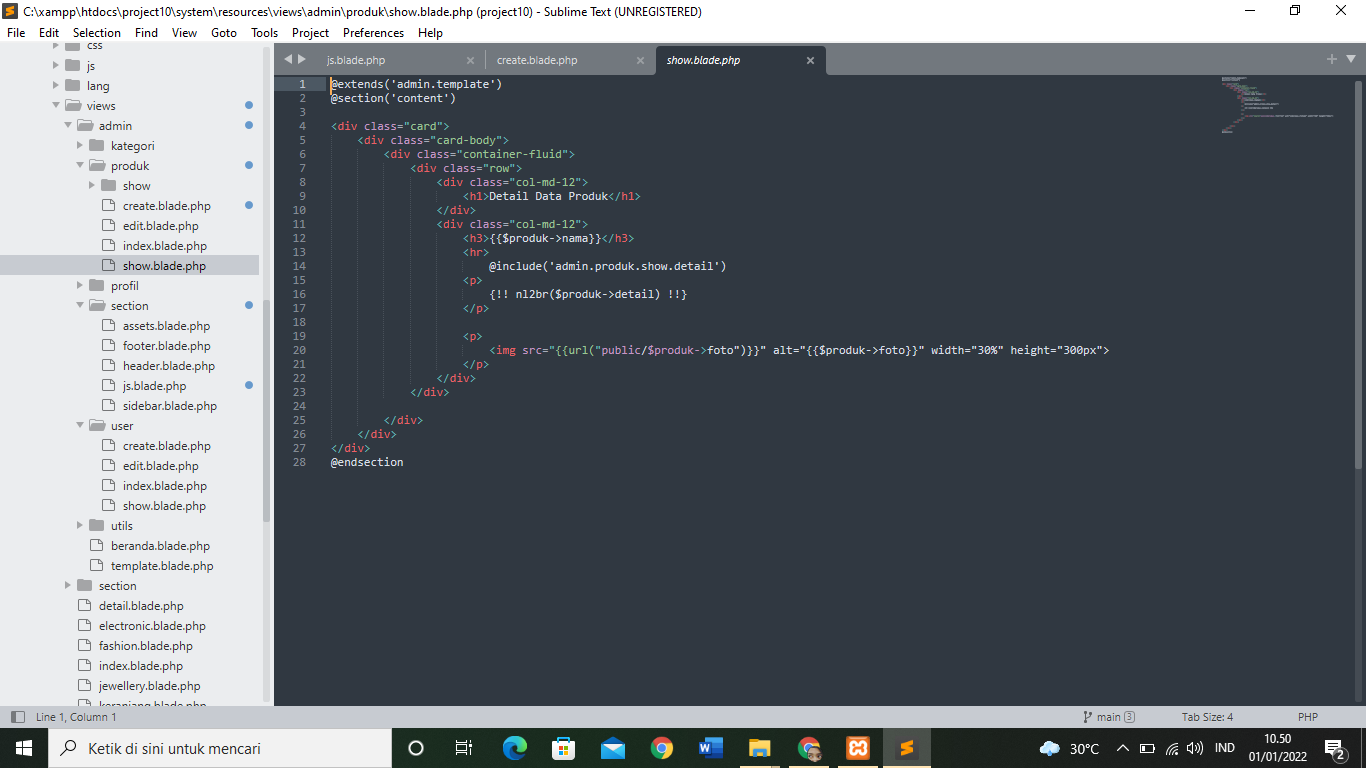 C:\xampp\htdocs\project10\system\resources\views\admin\produk\show.blade.php (project10) - Sublime Text (UNREGISTERED)
File Edit Selection Find View Goto Tools Project Preferences Help
css
js
lang
views
admin
kategori
produk
show
create.blade.php
edit.blade.php
index.blade.php
show.blade.php
profil
section
assets.blade.php
footer.blade.php
header.blade.php
js.blade.php
sidebar.blade.php
user
create.blade.php
edit.blade.php
index.blade.php
show.blade.php
utils
beranda.blade.php
template.blade.php
section
detail.blade.php
electronic.blade.php
fashion.blade.php
index.blade.php
jewellery.blade.php
js.blade.php create.blade.php show.blade.php
1 @extends('admin.template')
2 @section('content')
3
4 <div class="card">
5 <div class="card-body">
6 <div class="container-fluid">
7 <div class="row">
8 <div class="col-md-12">
9 <h1>Detail Data Produk</h1>
10 </div>
11 <div class="col-md-12">
12 <h3>{{$produk->nama}}</h3>
13 <hr>
14 @include('admin.produk.show.detail')
15 <p>
16 {!! nl2br($produk->detail) !!}
17 </p>
18
19 <p>
20 <img src="{{url("public/$produk->foto")}}" alt="{{$produk->foto}}" width="30%" height="300px">
21 </p>
22 </div>
23 </div>
24
25 </div>
26 </div>
27 </div>
28 @endsection
Line 1, Column 1 main 3 Tab Size: 4 PHP
Ketik di sini untuk mencari 30°C IND 10.50
01/01/2022 2